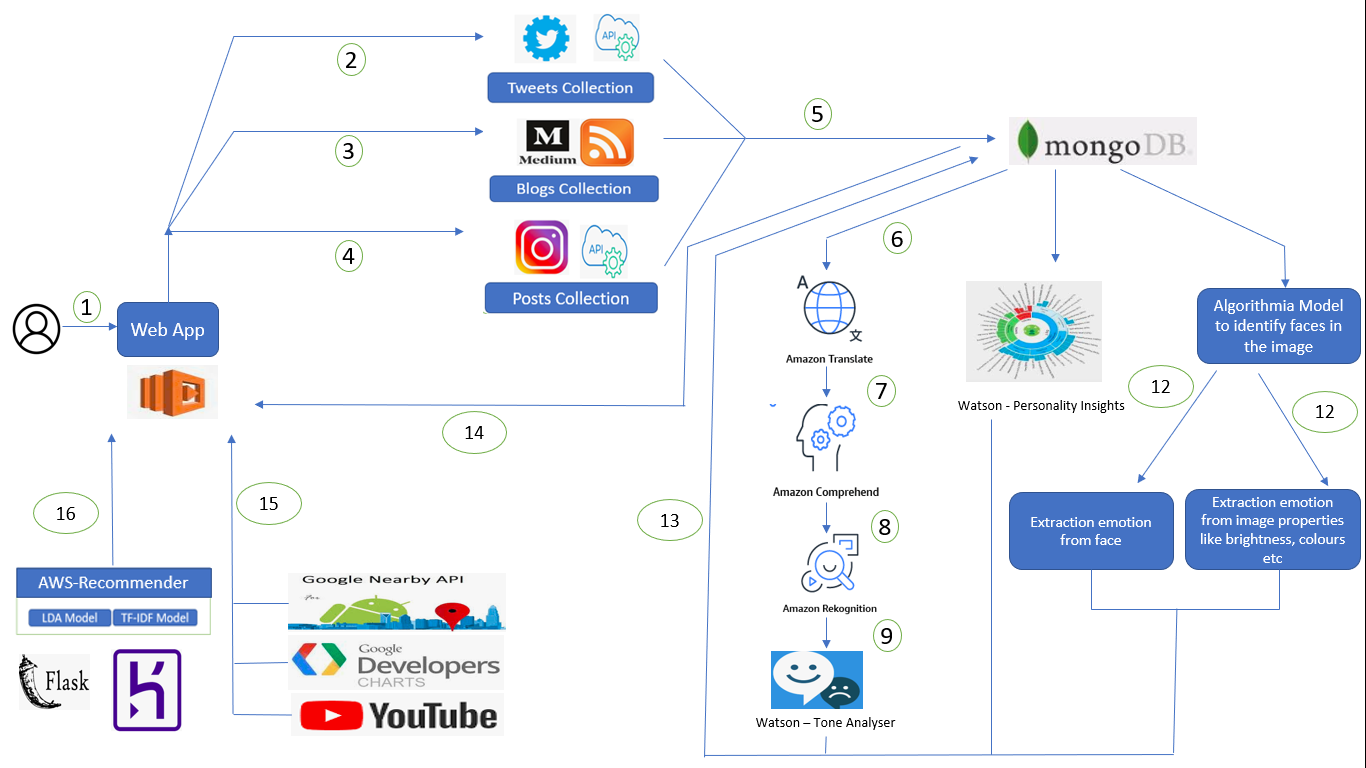 2
API
Tweets Collection
3
M
Medium
Blogs Collection
4
API
Posts Collection
5
mongoDB.
1
Web App
6
A
文
Amazon Translate
7
Amazon Comprehend
8
Amazon Rekognition
9
Watson – Tone Analyser
Watson - Personality Insights
Algorithmia Model
to identify faces in
the image
12
12
Extraction emotion
from face
Extraction emotion
from image properties
like brightness, colours
etc
13
14
15
16
AWS-Recommender
LDA Model
TF-IDF Model
Flask
Google Nearby API
Google
Developers
CHARTS
YouTube